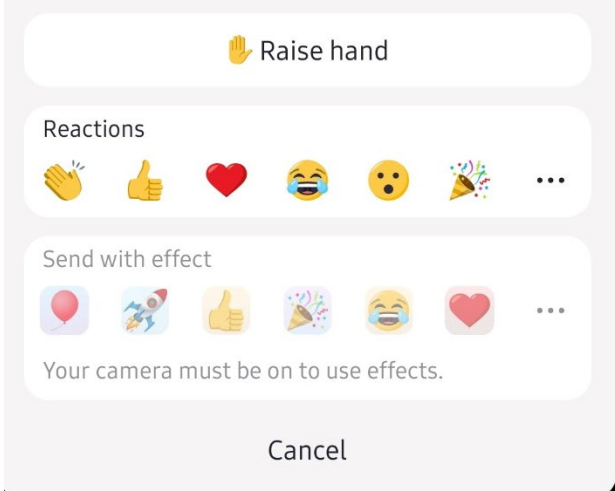 Raise hand
Reactions
Send with effect
Your camera must be on to use effects.
Cancel